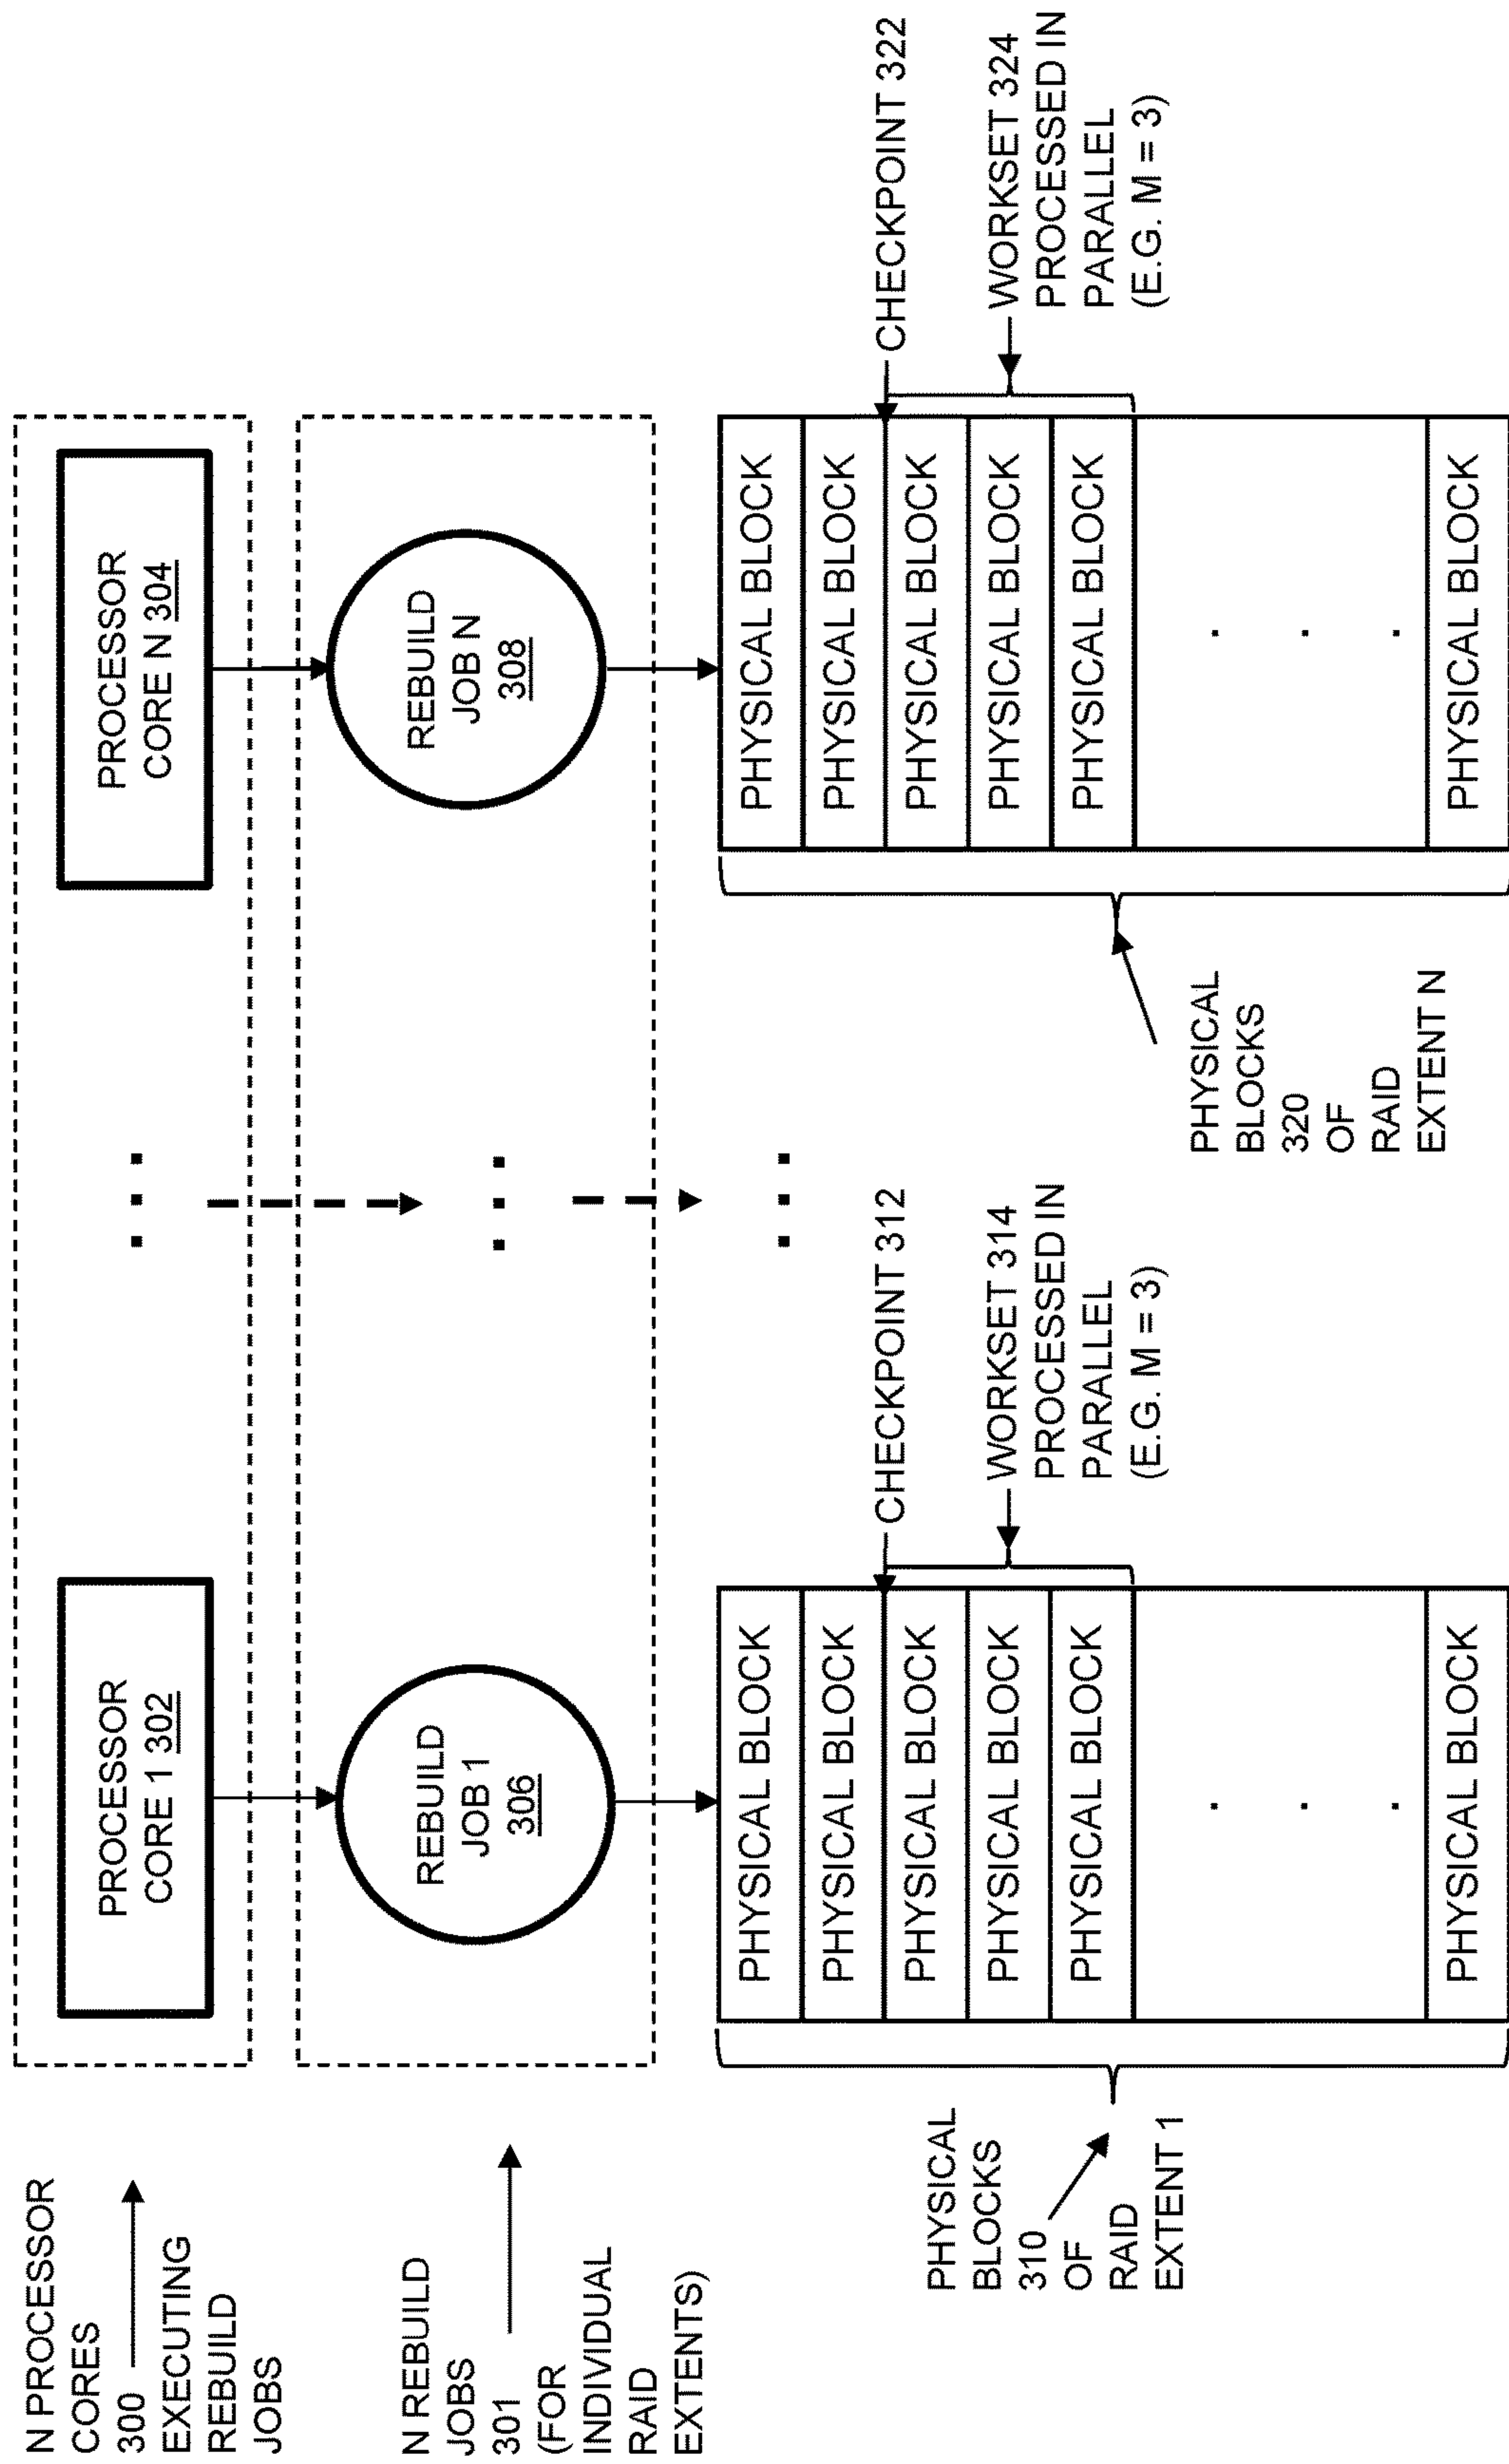 N PROCESSOR
CORES
300
EXECUTING
REBUILD
JOBS
PROCESSOR
CORE 1 302
. . .
PROCESSOR
CORE N 304
N REBUILD
JOBS
301
(FOR
INDIVIDUAL
RAID
EXTENTS)
REBUILD
JOB 1
306
. . .
REBUILD
JOB N
308
PHYSICAL
BLOCKS
310
OF
RAID
EXTENT 1
PHYSICAL BLOCK
PHYSICAL BLOCK
PHYSICAL BLOCK
PHYSICAL BLOCK
PHYSICAL BLOCK
.
.
.
PHYSICAL BLOCK
CHECKPOINT 312
WORKSET 314
PROCESSED IN
PARALLEL
(E.G. M = 3)
. . .
PHYSICAL
BLOCKS
320
OF
RAID
EXTENT N
PHYSICAL BLOCK
PHYSICAL BLOCK
PHYSICAL BLOCK
PHYSICAL BLOCK
PHYSICAL BLOCK
.
.
.
PHYSICAL BLOCK
CHECKPOINT 322
WORKSET 324
PROCESSED IN
PARALLEL
(E.G. M = 3)